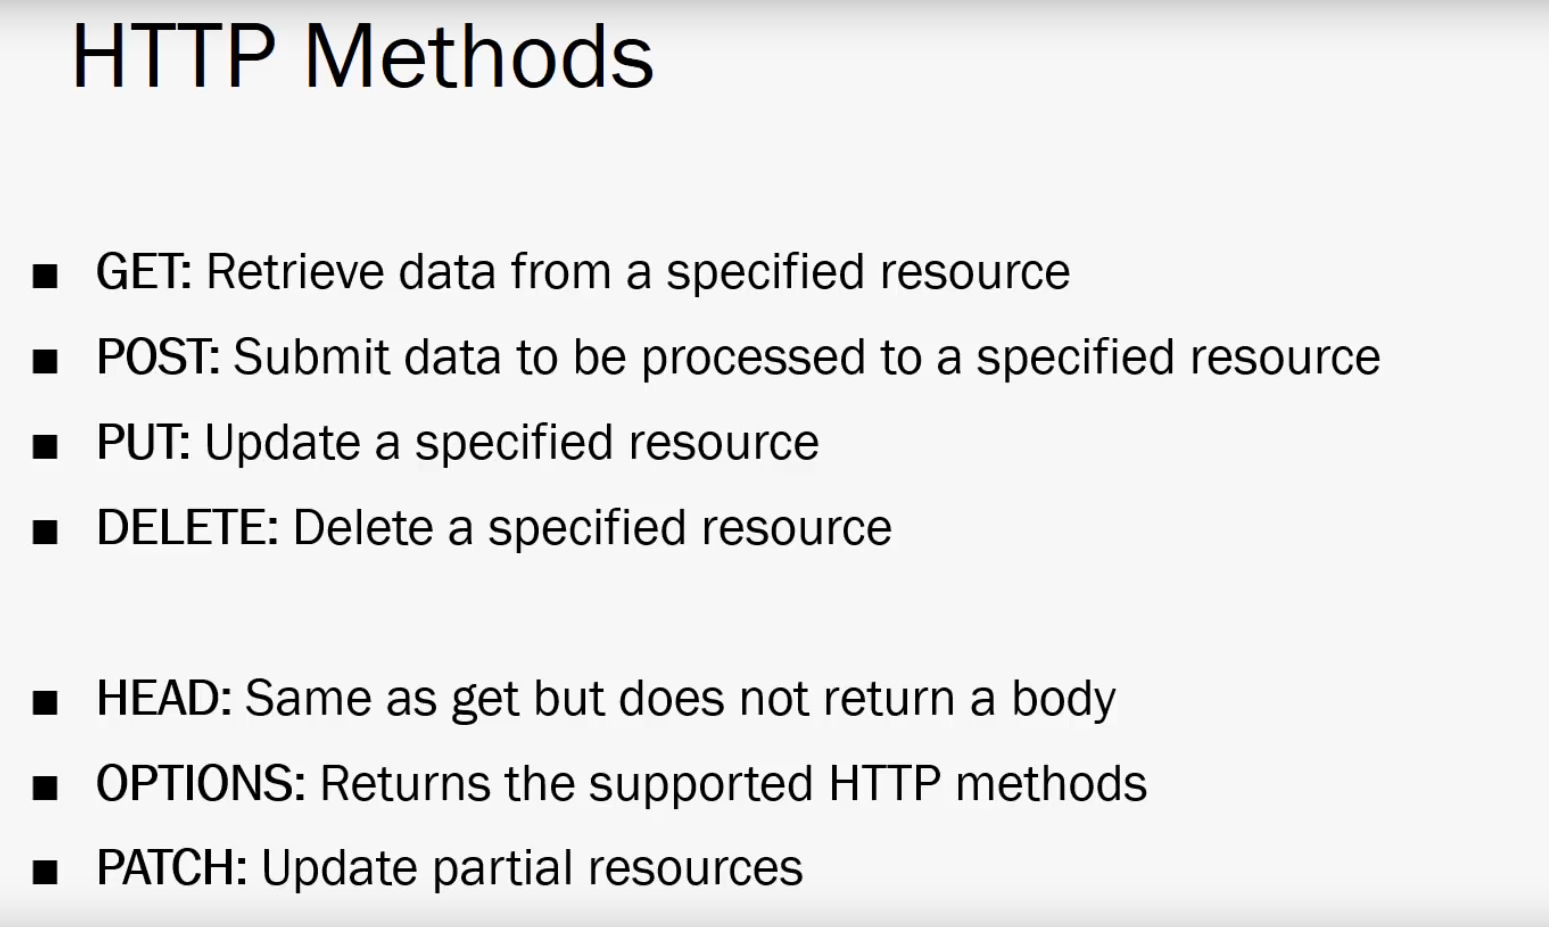 HTTP Methods
■ GET: Retrieve data from a specified resource
■ POST: Submit data to be processed to a specified resource
■ PUT: Update a specified resource
■ DELETE: Delete a specified resource
■ HEAD: Same as get but does not return a body
■ OPTIONS: Returns the supported HTTP methods
■ PATCH: Update partial resources